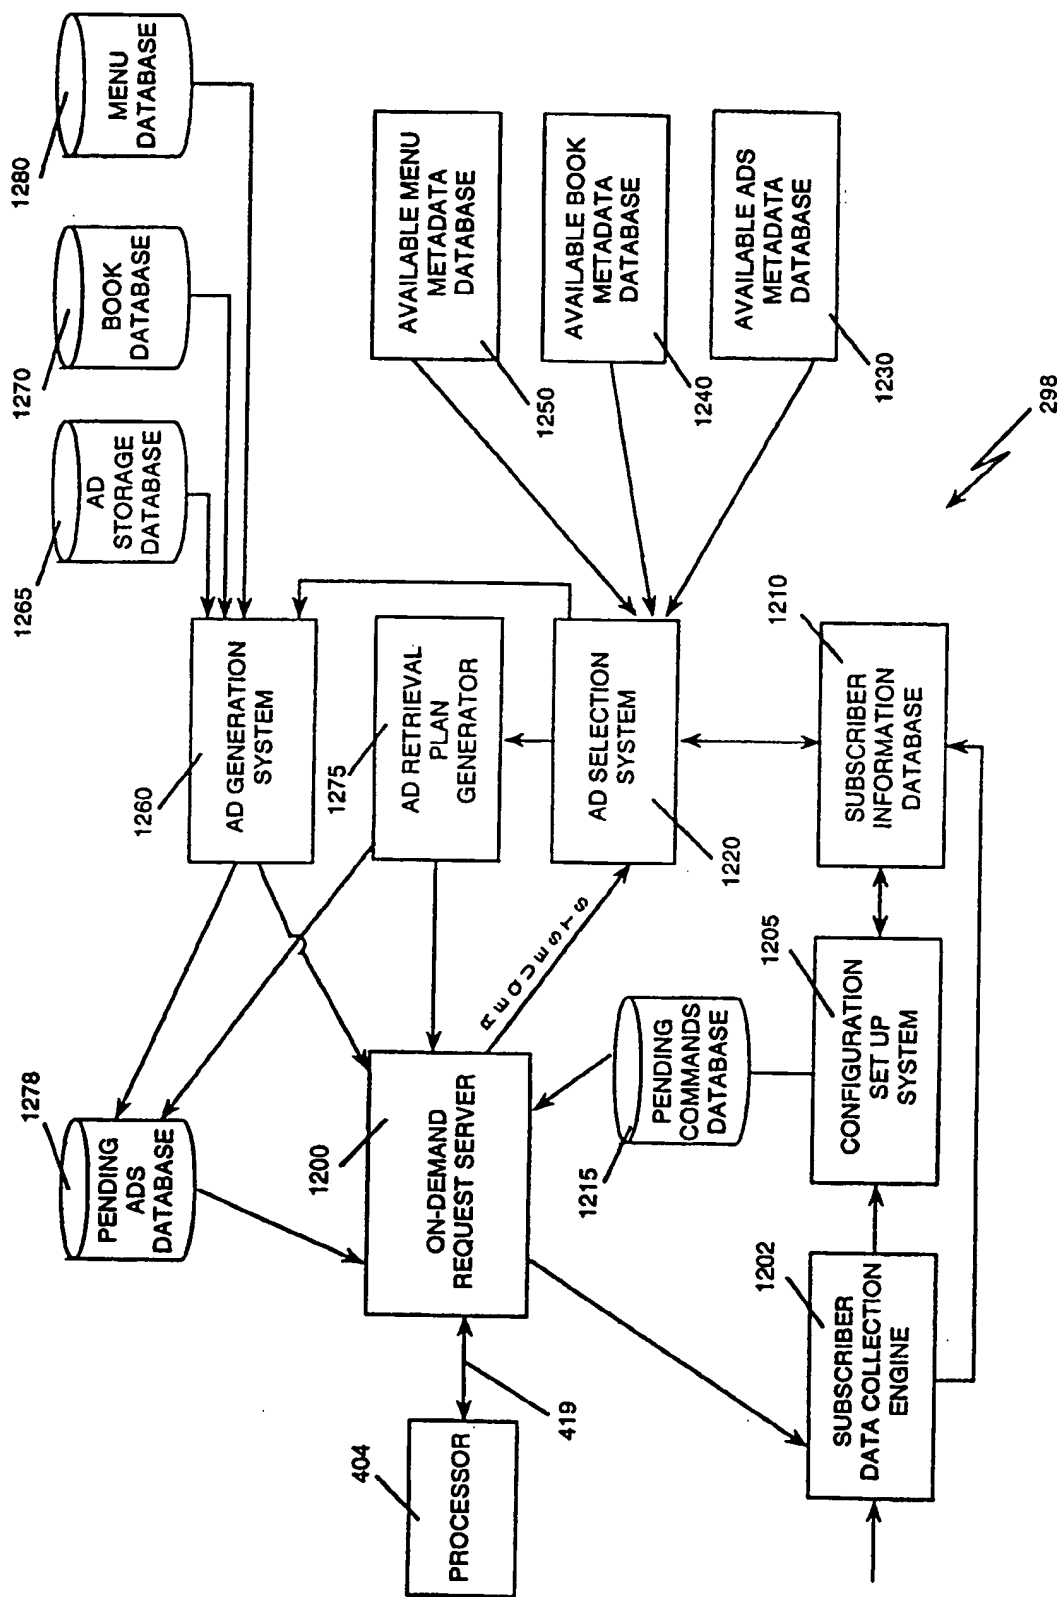 1280
MENU
DATABASE
1270
BOOK
DATABASE
1265
AD
STORAGE
DATABASE
1260
AD GENERATION
SYSTEM
1275
AD RETRIEVAL
PLAN
GENERATOR
AD SELECTION
SYSTEM
1220
AVAILABLE MENU
METADATA
DATABASE
1250
AVAILABLE BOOK
METADATA
DATABASE
1240
AVAILABLE ADS
METADATA
DATABASE
1230
298
1278
PENDING
ADS
DATABASE
1200
ON-DEMAND
REQUEST SERVER
REQUESTS
PENDING
COMMANDS
DATABASE
1215
1210
SUBSCRIBER
INFORMATION
DATABASE
1205
CONFIGURATION
SET UP
SYSTEM
1202
SUBSCRIBER
DATA COLLECTION
ENGINE
404
PROCESSOR
419